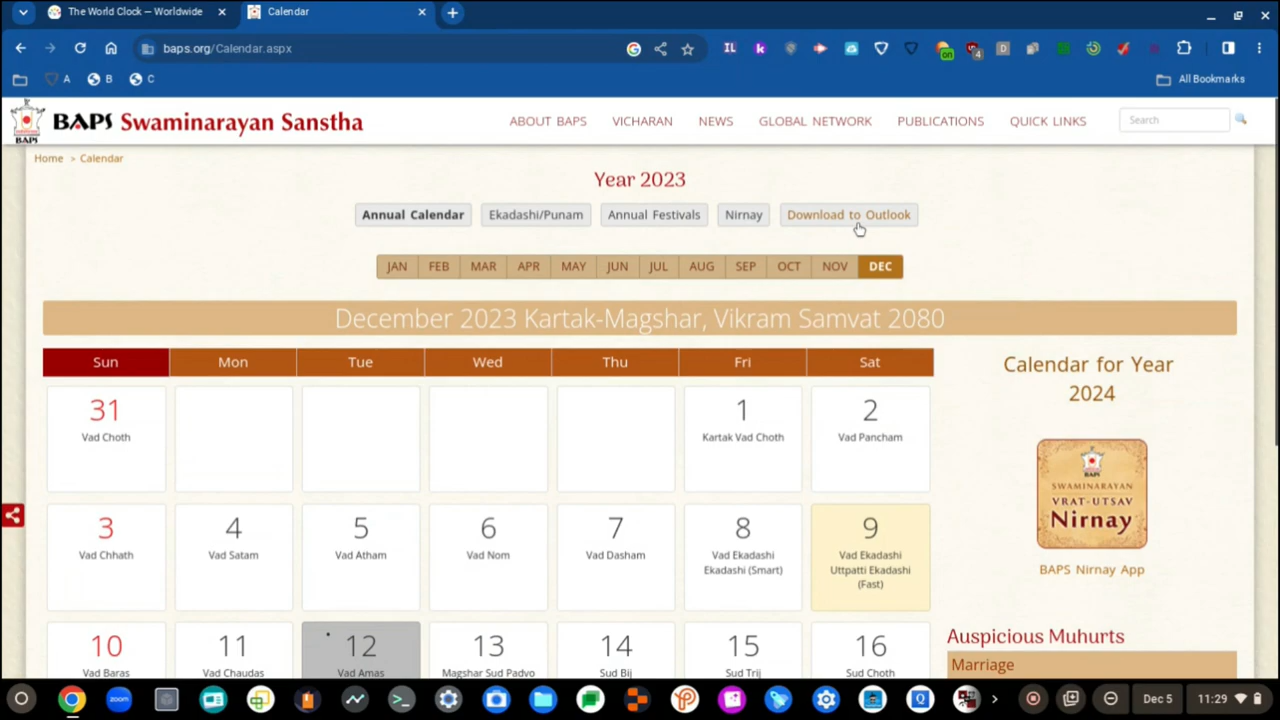 The World Clock — Worldwide
Calendar
baps.org/Calendar.aspx
A B C All Bookmarks
BAPS Swaminarayan Sanstha
ABOUT BAPS VICHARAN NEWS GLOBAL NETWORK PUBLICATIONS QUICK LINKS Search
Home > Calendar
Year 2023
Annual Calendar Ekadashi/Punam Annual Festivals Nirnay Download to Outlook
JAN FEB MAR APR MAY JUN JUL AUG SEP OCT NOV DEC
December 2023 Kartak-Magshar, Vikram Samvat 2080
Sun Mon Tue Wed Thu Fri Sat
31 1 2
Vad Choth Kartak Vad Choth Vad Pancham
3 4 5 6 7 8 9
Vad Chhath Vad Satam Vad Atham Vad Nom Vad Dasham Vad Ekadashi Vad Ekadashi
Ekadashi (Smart) Uttpatti Ekadashi
(Fast)
10 11 12 13 14 15 16
Vad Baras Vad Chaudas Vad Amas Magshar Sud Padvo Sud Bij Sud Trij Sud Choth
Calendar for Year
2024
BAPS
SWAMINARAYAN
VRAT-UTSAV
Nirnay
BAPS Nirnay App
Auspicious Muhurts
Marriage
zoom
Dec 5 11:29